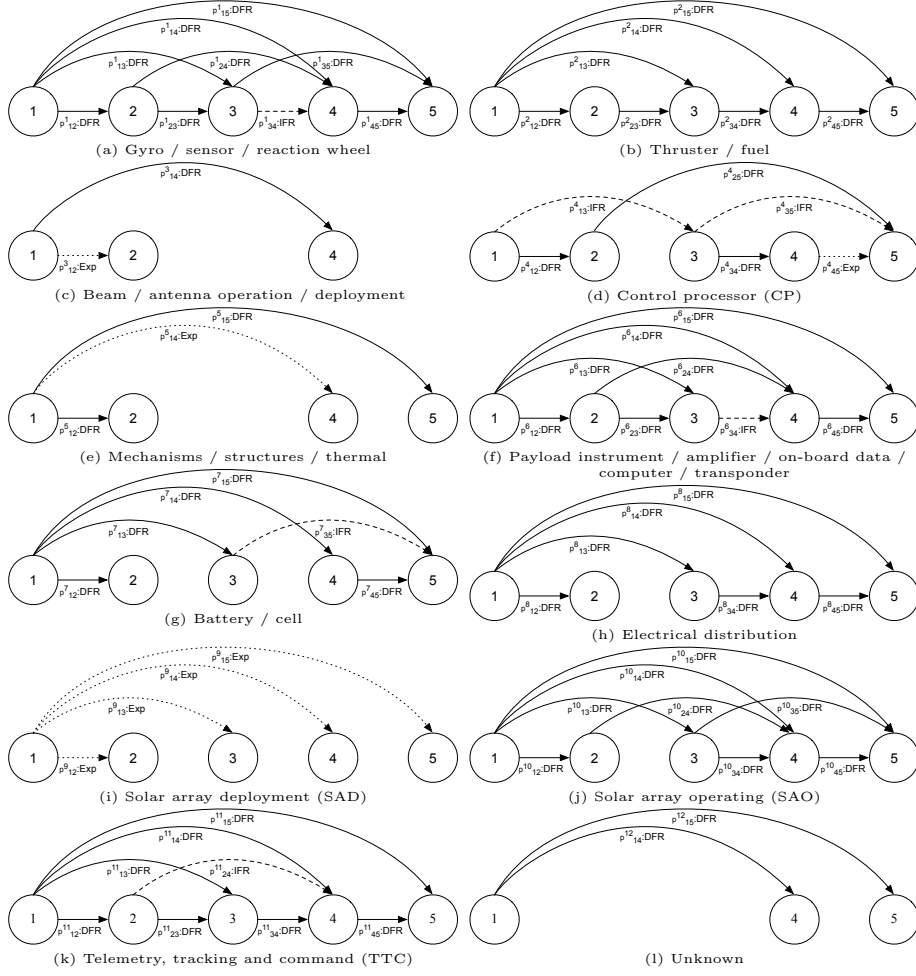 p¹₁₅:DFR
p¹₁₄:DFR
p¹₁₃:DFR p¹₂₄:DFR p¹₃₅:DFR
1 2 3 4 5
p¹₁₂:DFR p¹₂₃:DFR p¹₃₄:IFR p¹₄₅:DFR
(a) Gyro / sensor / reaction wheel
p²₁₅:DFR
p²₁₄:DFR
p²₁₃:DFR
1 2 3 4 5
p²₁₂:DFR p²₂₃:DFR p²₃₄:DFR p²₄₅:DFR
(b) Thruster / fuel
p³₁₄:DFR
1 2 4
p³₁₂:Exp
(c) Beam / antenna operation / deployment
p⁴₂₅:DFR
p⁴₁₃:IFR p⁴₃₅:IFR
1 2 3 4 5
p⁴₁₂:DFR p⁴₃₄:DFR p⁴₄₅:Exp
(d) Control processor (CP)
p⁵₁₅:DFR
p⁵₁₄:Exp
1 2 4 5
p⁵₁₂:DFR
(e) Mechanisms / structures / thermal
p⁶₁₅:DFR
p⁶₁₄:DFR
p⁶₁₃:DFR p⁶₂₄:DFR
1 2 3 4 5
p⁶₁₂:DFR p⁶₂₃:DFR p⁶₃₄:IFR p⁶₄₅:DFR
(f) Payload instrument / amplifier / on-board data /
computer / transponder
p⁷₁₅:DFR
p⁷₁₄:DFR
p⁷₁₃:DFR p⁷₃₅:IFR
1 2 3 4 5
p⁷₁₂:DFR p⁷₄₅:DFR
(g) Battery / cell
p⁸₁₅:DFR
p⁸₁₄:DFR
p⁸₁₃:DFR
1 2 3 4 5
p⁸₁₂:DFR p⁸₃₄:DFR p⁸₄₅:DFR
(h) Electrical distribution
p⁹₁₅:Exp
p⁹₁₄:Exp
p⁹₁₃:Exp
1 2 3 4 5
p⁹₁₂:Exp
(i) Solar array deployment (SAD)
p¹⁰₁₅:DFR
p¹⁰₁₄:DFR
p¹⁰₁₃:DFR p¹⁰₂₄:DFR p¹⁰₃₅:DFR
1 2 3 4 5
p¹⁰₁₂:DFR p¹⁰₃₄:DFR p¹⁰₄₅:DFR
(j) Solar array operating (SAO)
p¹¹₁₅:DFR
p¹¹₁₄:DFR
p¹¹₁₃:DFR p¹¹₂₄:IFR
1 2 3 4 5
p¹¹₁₂:DFR p¹¹₂₃:DFR p¹¹₃₄:DFR p¹¹₄₅:DFR
(k) Telemetry, tracking and command (TTC)
p¹²₁₅:DFR
p¹²₁₄:DFR
1 4 5
(l) Unknown